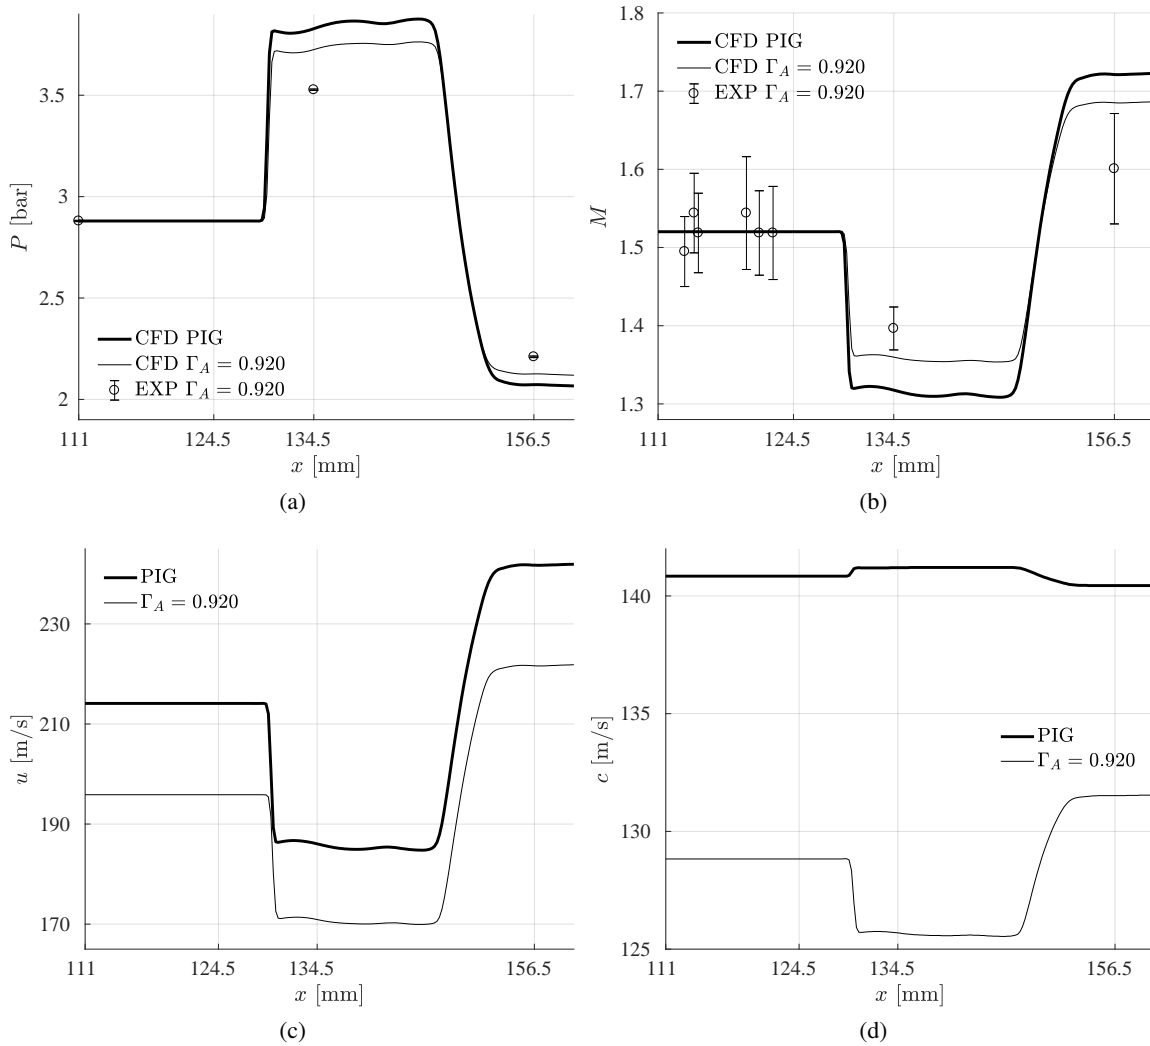 3.5
3
2.5
2
P [bar]
CFD PIG
CFD Γ_A = 0.920
EXP Γ_A = 0.920
111
124.5
134.5
156.5
x [mm]
(a)
1.8
1.7
1.6
1.5
1.4
1.3
M
CFD PIG
CFD Γ_A = 0.920
EXP Γ_A = 0.920
111
124.5
134.5
156.5
x [mm]
(b)
230
210
190
170
u [m/s]
PIG
Γ_A = 0.920
111
124.5
134.5
156.5
x [mm]
(c)
140
135
130
125
c [m/s]
PIG
Γ_A = 0.920
111
124.5
134.5
156.5
x [mm]
(d)